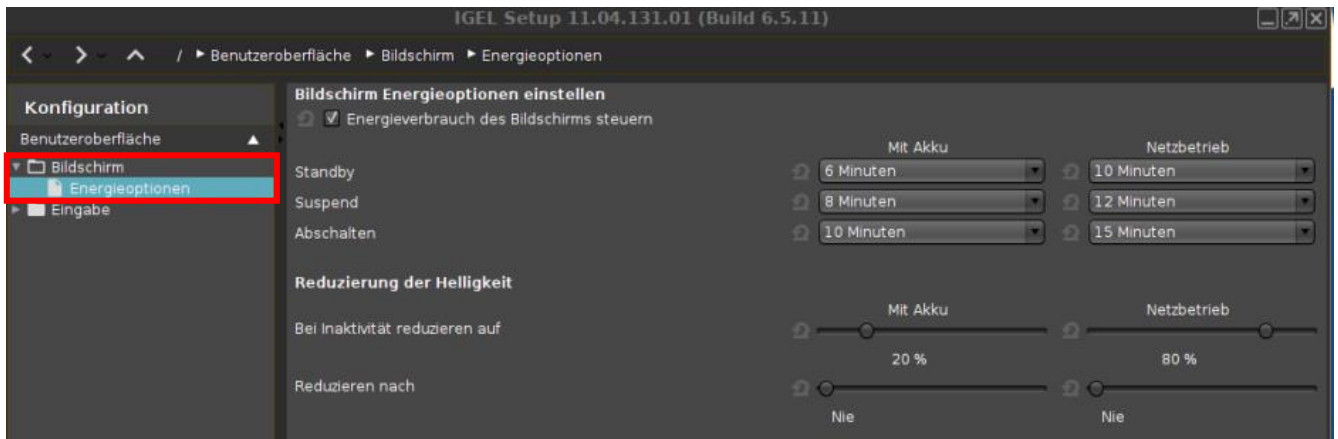 IGEL Setup 11.04.131.01 (Build 6.5.11)
/ Benutzeroberfläche Bildschirm Energieoptionen
Konfiguration
Benutzeroberfläche
Bildschirm
Energieoptionen
Eingabe
Bildschirm Energieoptionen einstellen
Energieverbrauch des Bildschirms steuern
Mit Akku Netzbetrieb
Standby 6 Minuten 10 Minuten
Suspend 8 Minuten 12 Minuten
Abschalten 10 Minuten 15 Minuten
Reduzierung der Helligkeit
Mit Akku Netzbetrieb
Bei Inaktivität reduzieren auf
20 % 80 %
Reduzieren nach
Nie Nie